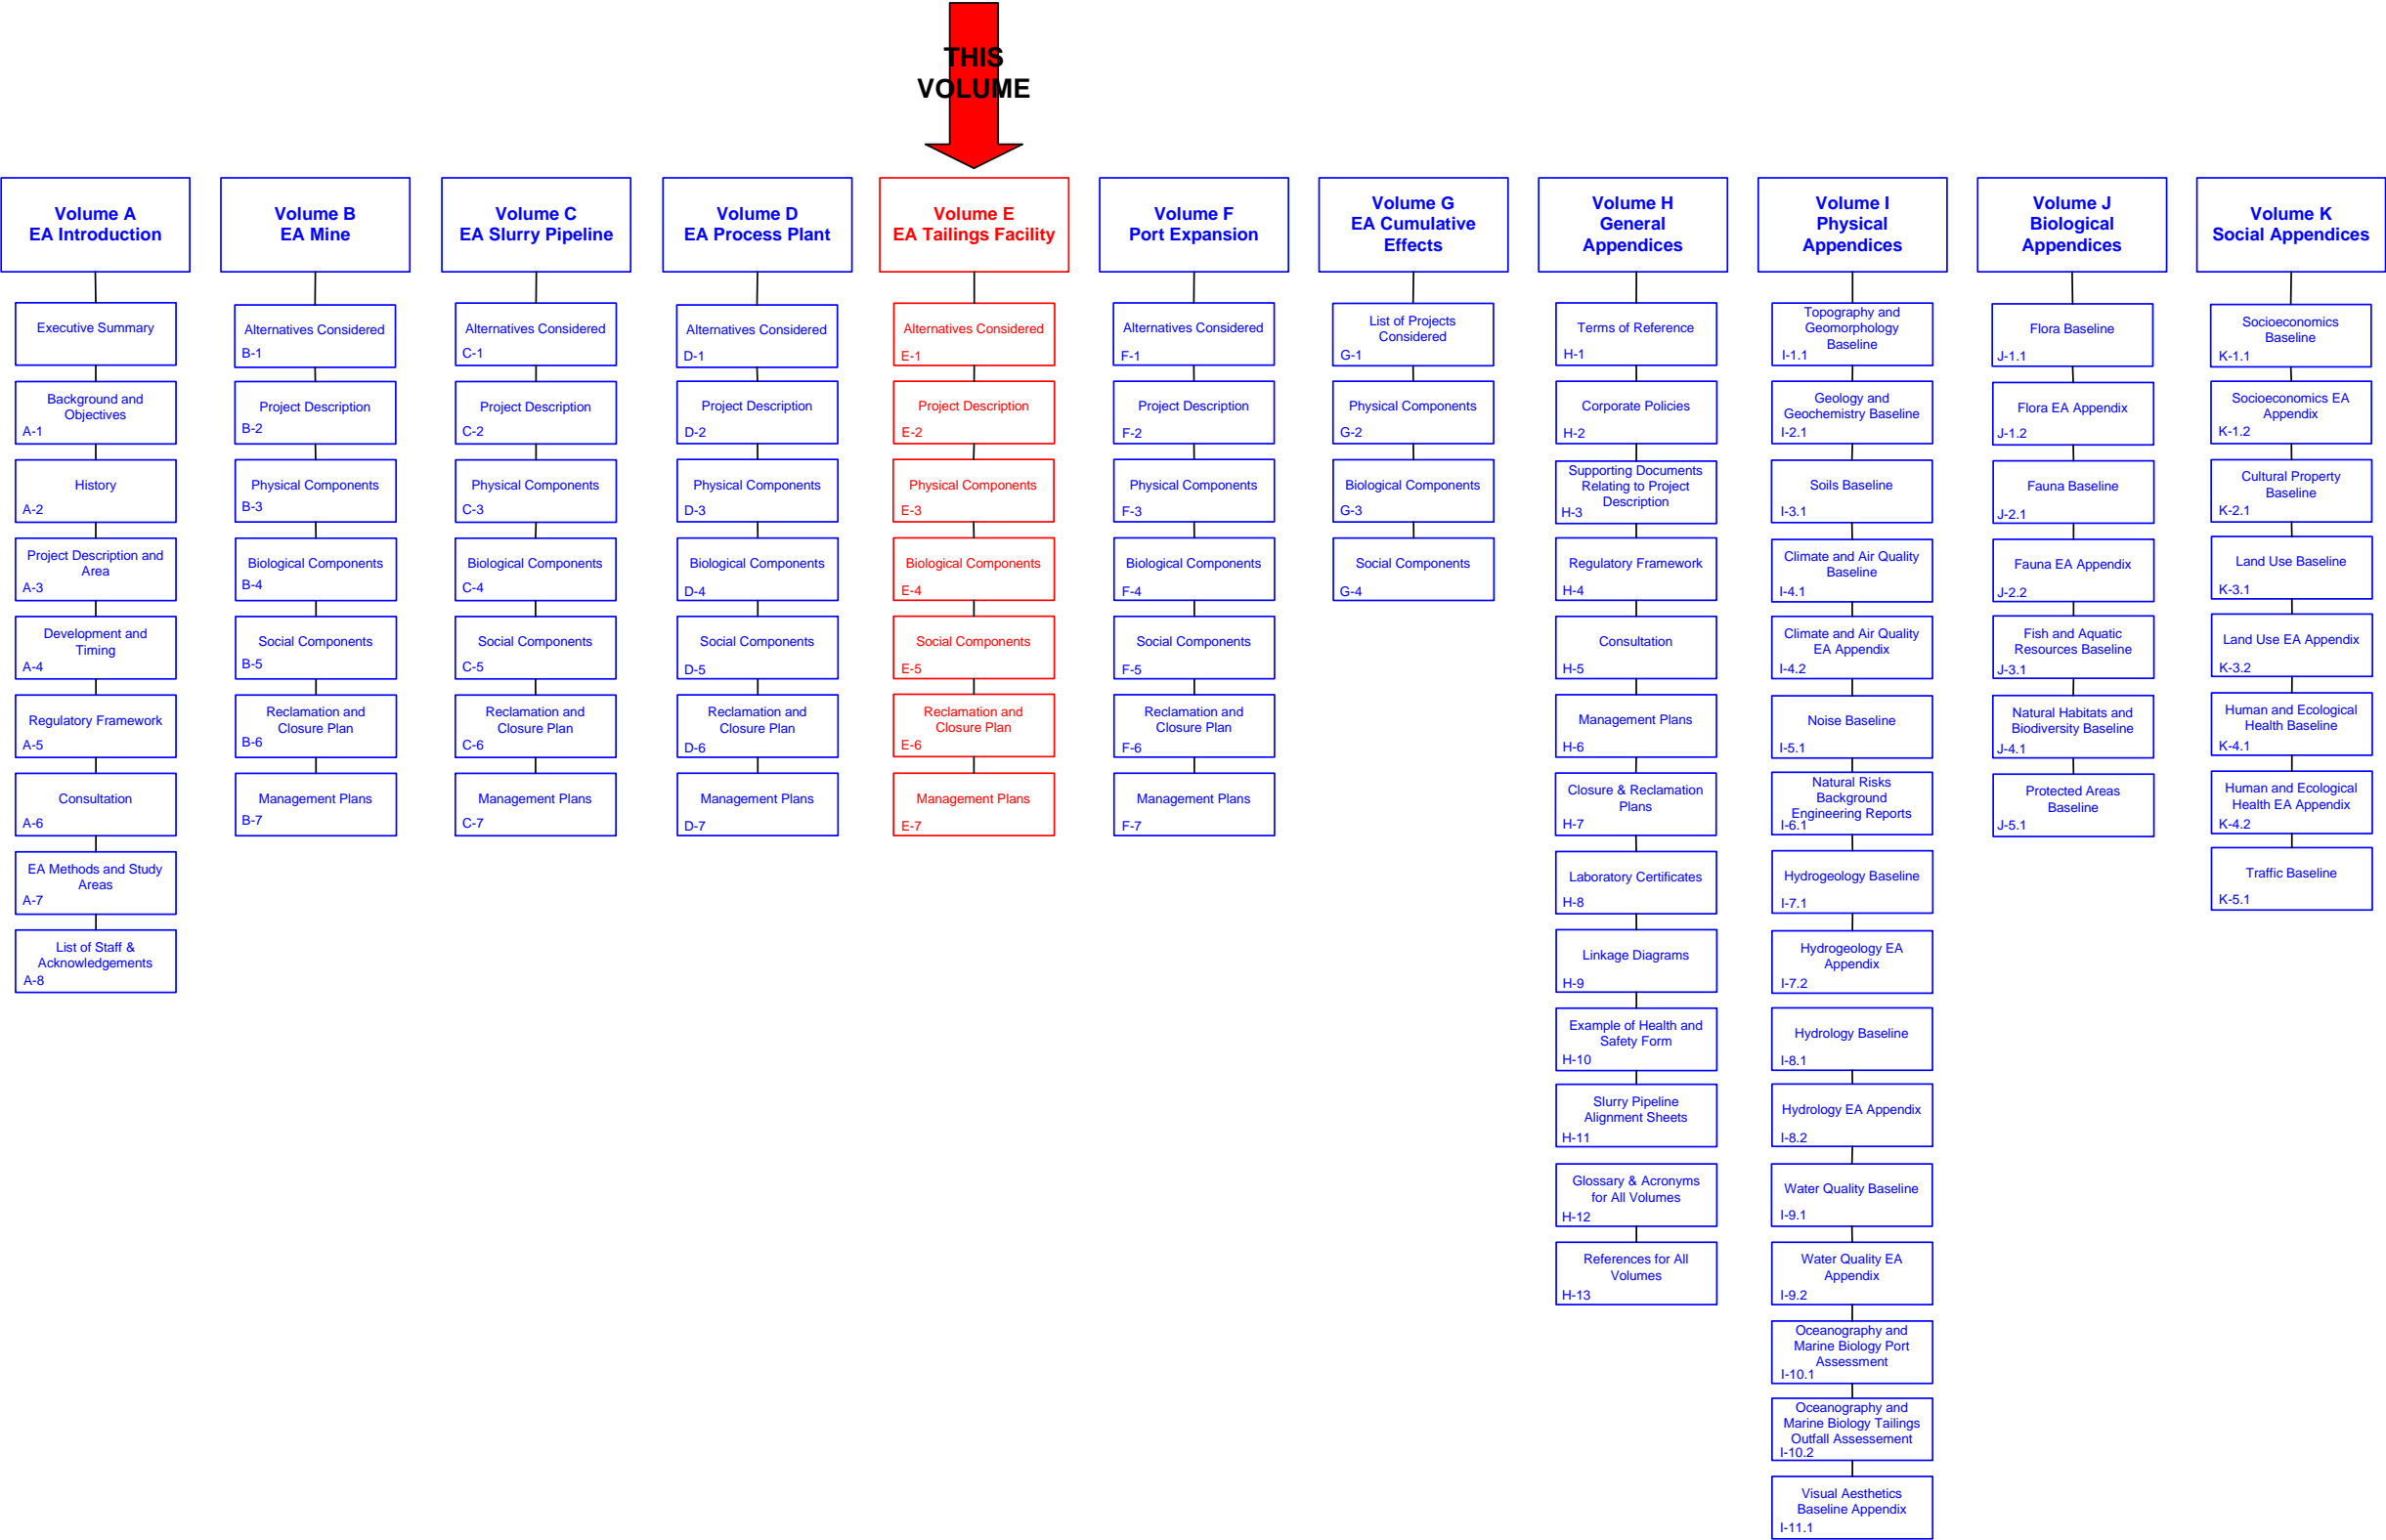 THIS
VOLUME
Volume A
EA Introduction
Executive Summary
Background and
Objectives
A-1
History
A-2
Project Description and
Area
A-3
Development and
Timing
A-4
Regulatory Framework
A-5
Consultation
A-6
EA Methods and Study
Areas
A-7
List of Staff &
Acknowledgements
A-8
Volume B
EA Mine
Alternatives Considered
B-1
Project Description
B-2
Physical Components
B-3
Biological Components
B-4
Social Components
B-5
Reclamation and
Closure Plan
B-6
Management Plans
B-7
Volume C
EA Slurry Pipeline
Alternatives Considered
C-1
Project Description
C-2
Physical Components
C-3
Biological Components
C-4
Social Components
C-5
Reclamation and
Closure Plan
C-6
Management Plans
C-7
Volume D
EA Process Plant
Alternatives Considered
D-1
Project Description
D-2
Physical Components
D-3
Biological Components
D-4
Social Components
D-5
Reclamation and
Closure Plan
D-6
Management Plans
D-7
Volume E
EA Tailings Facility
Alternatives Considered
E-1
Project Description
E-2
Physical Components
E-3
Biological Components
E-4
Social Components
E-5
Reclamation and
Closure Plan
E-6
Management Plans
E-7
Volume F
Port Expansion
Alternatives Considered
F-1
Project Description
F-2
Physical Components
F-3
Biological Components
F-4
Social Components
F-5
Reclamation and
Closure Plan
F-6
Management Plans
F-7
Volume G
EA Cumulative
Effects
List of Projects
Considered
G-1
Physical Components
G-2
Biological Components
G-3
Social Components
G-4
Volume H
General
Appendices
Terms of Reference
H-1
Corporate Policies
H-2
Supporting Documents
Relating to Project
Description
H-3
Regulatory Framework
H-4
Consultation
H-5
Management Plans
H-6
Closure & Reclamation
Plans
H-7
Laboratory Certificates
H-8
Linkage Diagrams
H-9
Example of Health and
Safety Form
H-10
Slurry Pipeline
Alignment Sheets
H-11
Glossary & Acronyms
for All Volumes
H-12
References for All
Volumes
H-13
Volume I
Physical
Appendices
Topography and
Geomorphology
Baseline
I-1.1
Geology and
Geochemistry Baseline
I-2.1
Soils Baseline
I-3.1
Climate and Air Quality
Baseline
I-4.1
Climate and Air Quality
EA Appendix
I-4.2
Noise Baseline
I-5.1
Natural Risks
Background
Engineering Reports
I-6.1
Hydrogeology Baseline
I-7.1
Hydrogeology EA
Appendix
I-7.2
Hydrology Baseline
I-8.1
Hydrology EA Appendix
I-8.2
Water Quality Baseline
I-9.1
Water Quality EA
Appendix
I-9.2
Oceanography and
Marine Biology Port
Assessment
I-10.1
Oceanography and
Marine Biology Tailings
Outfall Assessement
I-10.2
Visual Aesthetics
Baseline Appendix
I-11.1
Volume J
Biological
Appendices
Flora Baseline
J-1.1
Flora EA Appendix
J-1.2
Fauna Baseline
J-2.1
Fauna EA Appendix
J-2.2
Fish and Aquatic
Resources Baseline
J-3.1
Natural Habitats and
Biodiversity Baseline
J-4.1
Protected Areas
Baseline
J-5.1
Volume K
Social Appendices
Socioeconomics
Baseline
K-1.1
Socioeconomics EA
Appendix
K-1.2
Cultural Property
Baseline
K-2.1
Land Use Baseline
K-3.1
Land Use EA Appendix
K-3.2
Human and Ecological
Health Baseline
K-4.1
Human and Ecological
Health EA Appendix
K-4.2
Traffic Baseline
K-5.1